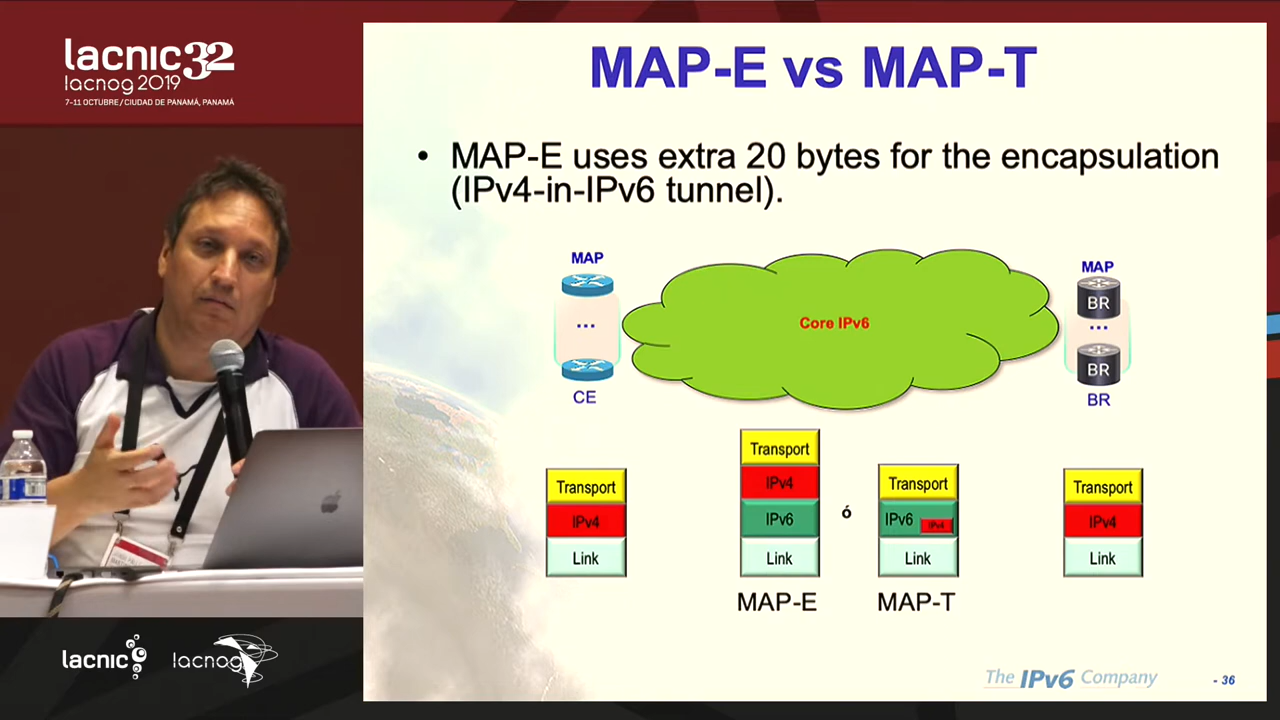 lacnic32
lacnog 2019
7-11 OCTUBRE / CIUDAD DE PANAMÁ, PANAMÁ
MAP-E vs MAP-T
• MAP-E uses extra 20 bytes for the encapsulation
(IPv4-in-IPv6 tunnel).
MAP
MAP
BR
...
Core IPv6
...
BR
CE
BR
Transport
IPv4
Link
Transport
IPv4
IPv6
Link
MAP-E
ó
Transport
IPv6 IPv4
Link
MAP-T
Transport
IPv4
Link
lacnic
lacnog
The IPv6 Company
- 36